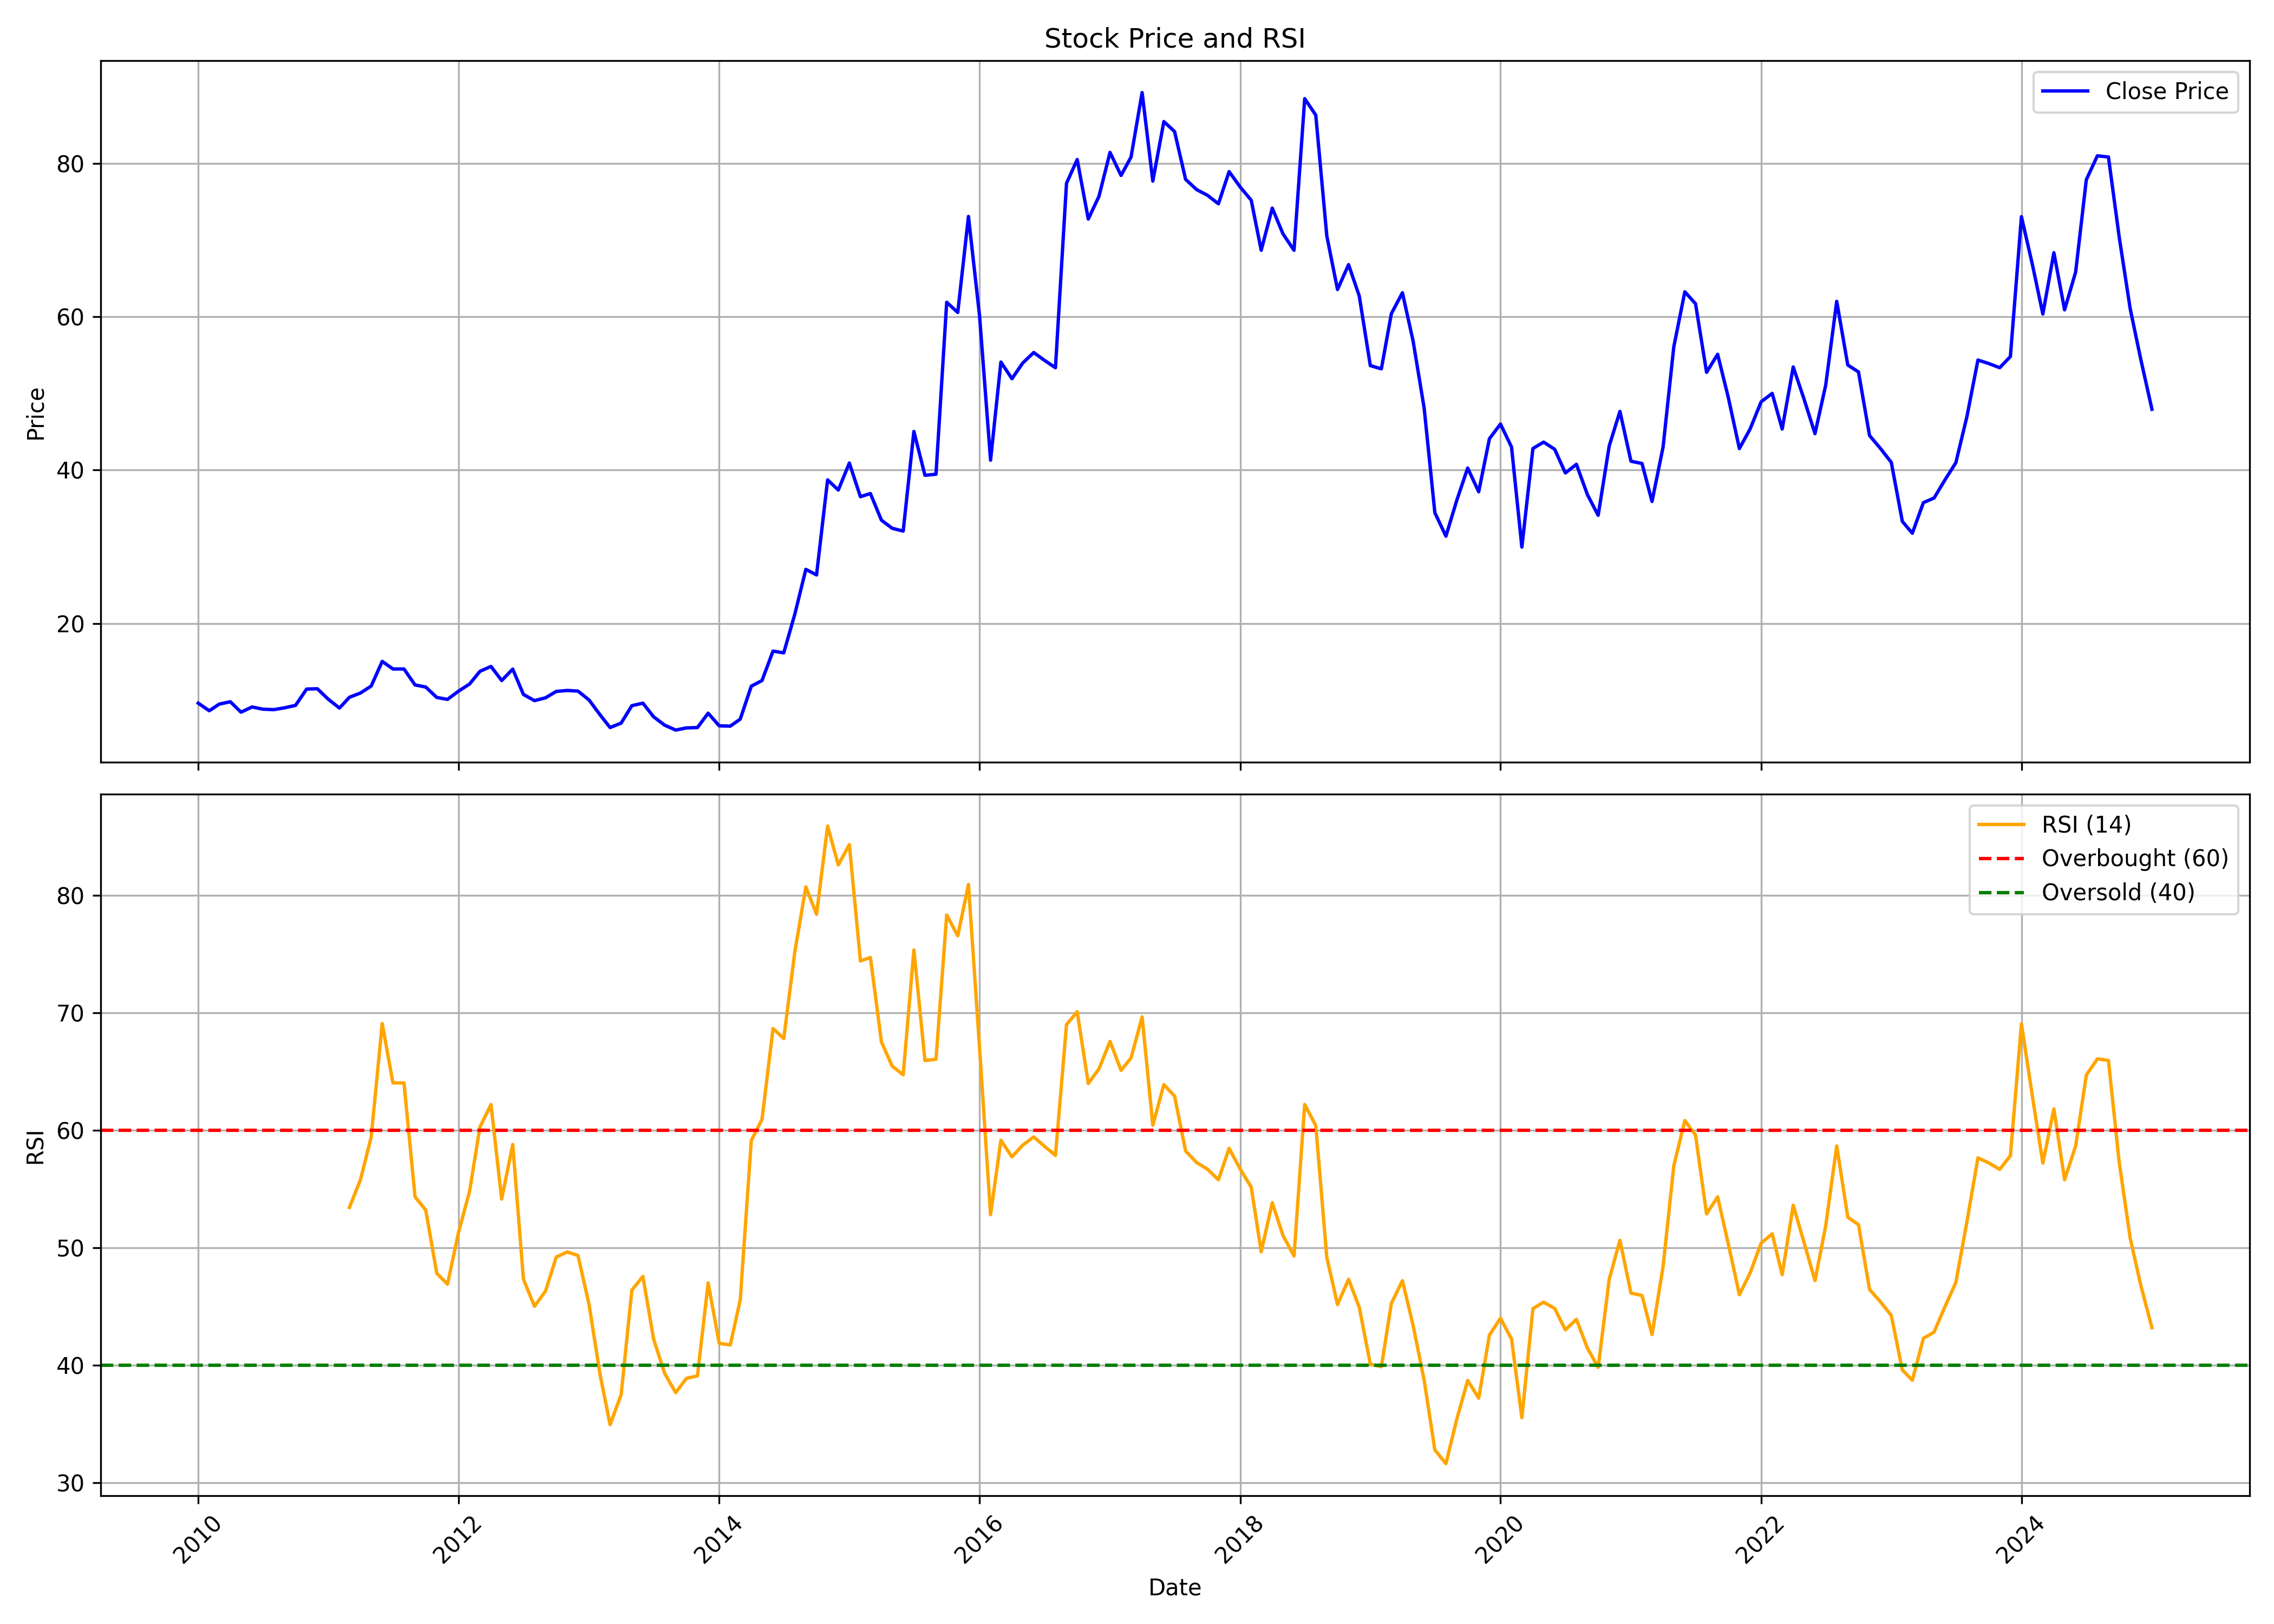 Stock Price and RSI
Close Price
Price
80
60
40
20
RSI (14)
Overbought (60)
Oversold (40)
RSI
80
70
60
50
40
30
2010
2012
2014
2016
2018
2020
2022
2024
Date